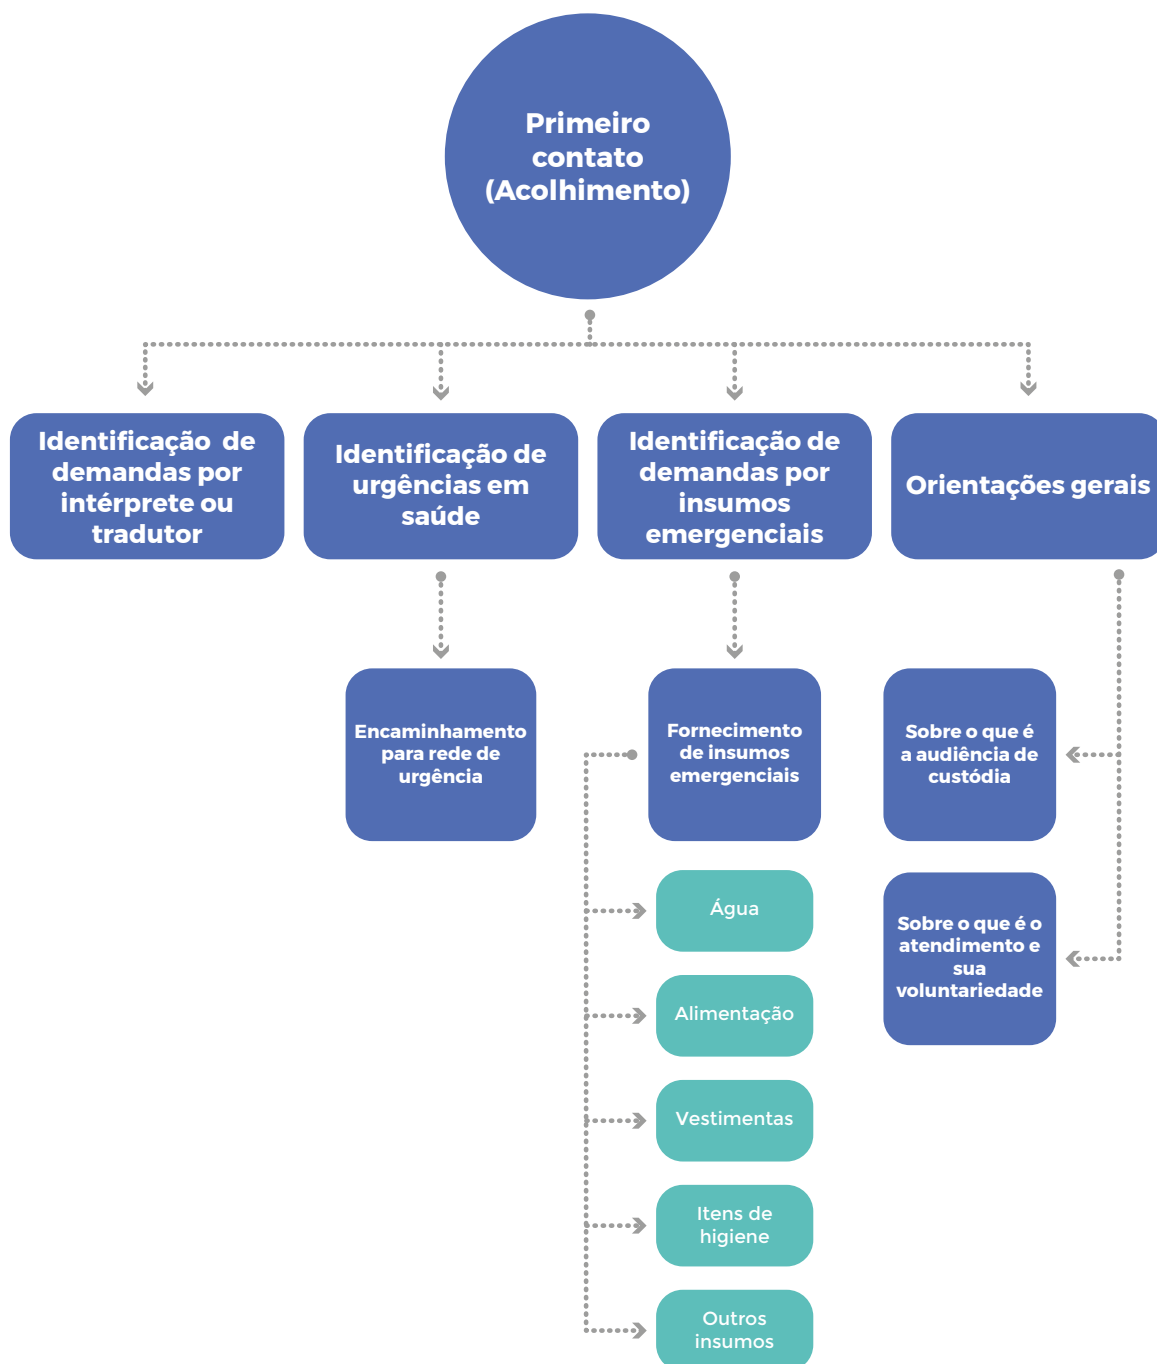 Primeiro
contato
(Acolhimento)
Identificação de
demandas por
intérprete ou
tradutor
Identificação de
urgências em
saúde
Identificação de
demandas por
insumos
emergenciais
Orientações gerais
Encaminhamento
para rede de
urgência
Fornecimento
de insumos
emergenciais
Sobre o que é
a audiência de
custódia
Água
Alimentação
Vestimentas
Itens de
higiene
Outros
insumos
Sobre o que é o
atendimento e
sua
voluntariedade